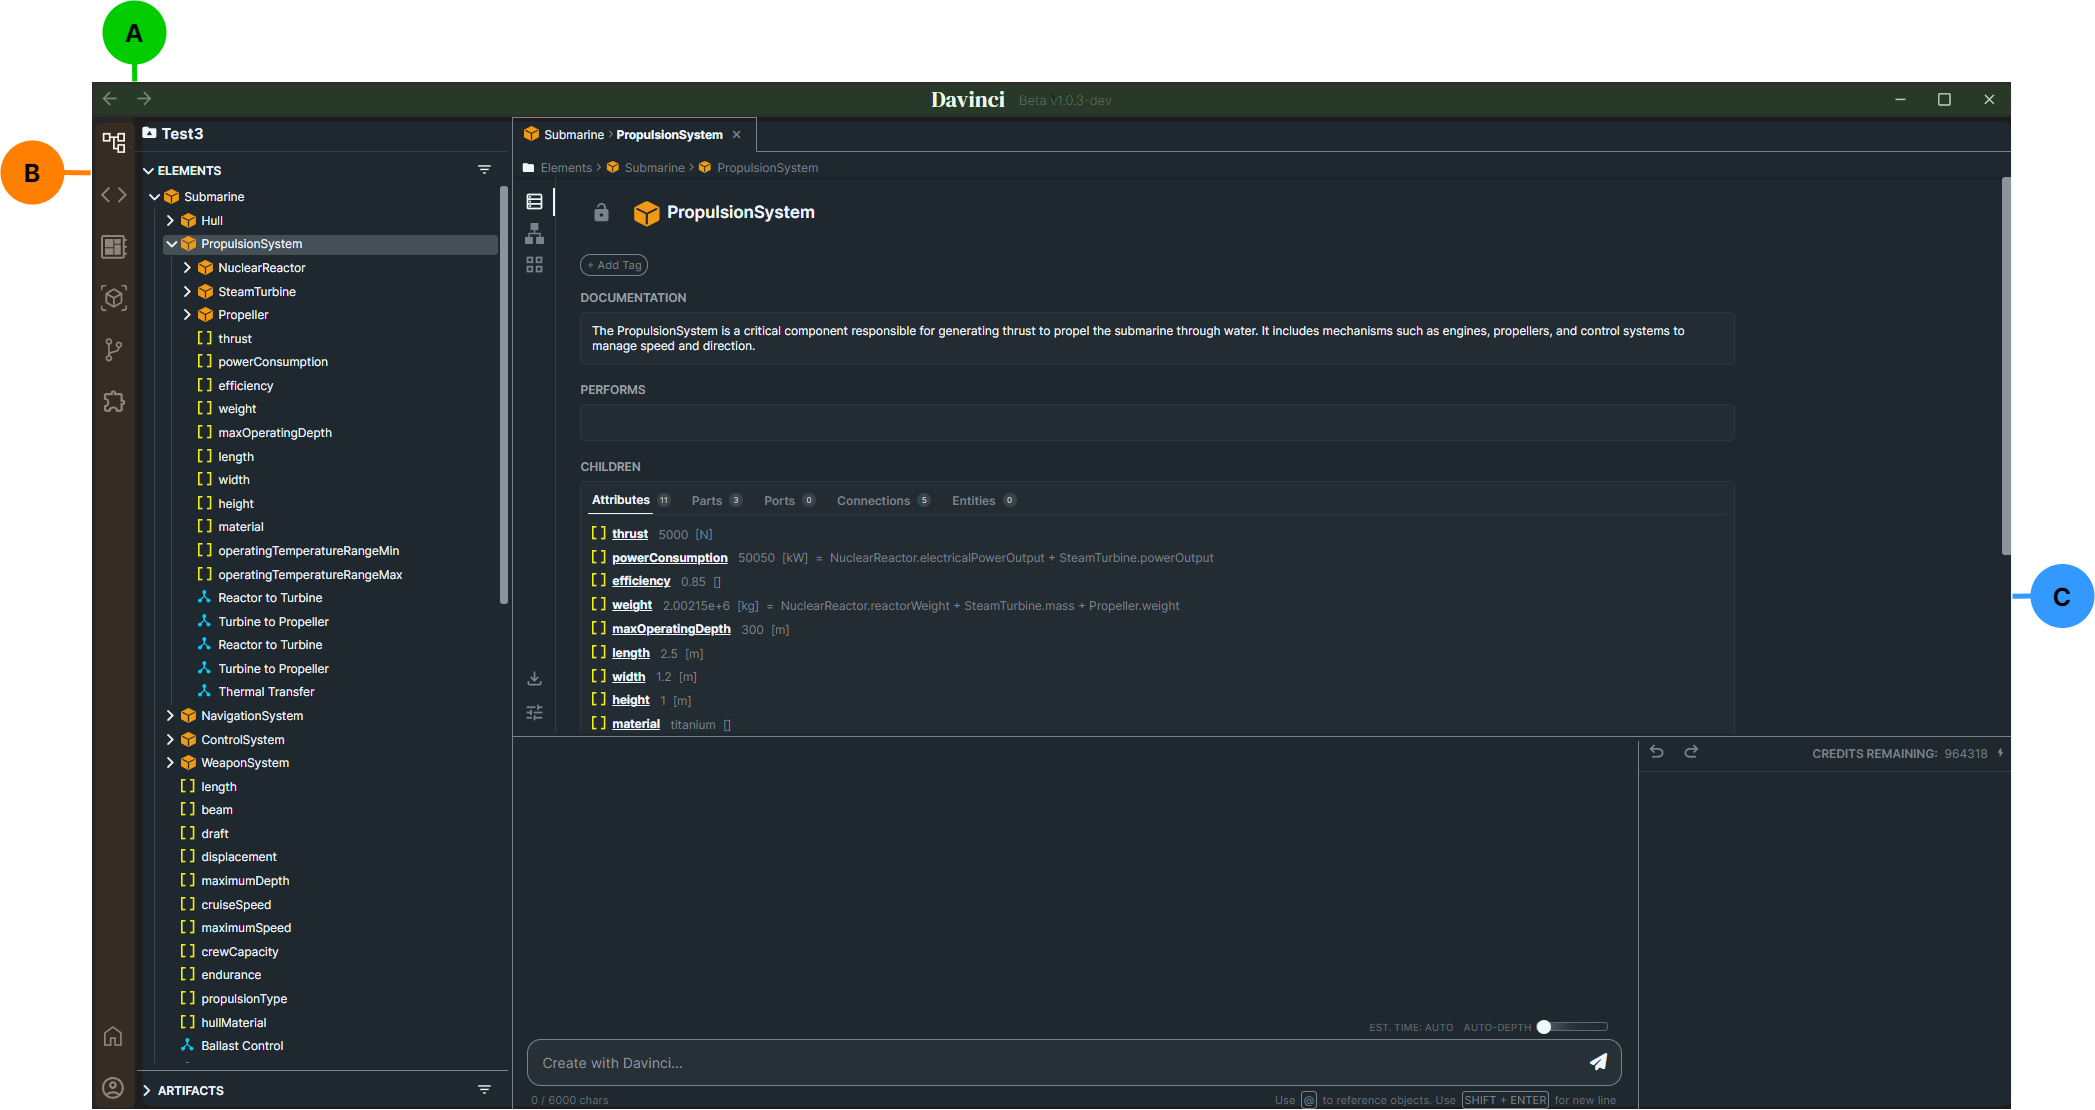 A
Davinci Beta v1.0.3-dev
B
C
Test3
ELEMENTS
Submarine
Hull
PropulsionSystem
NuclearReactor
SteamTurbine
Propeller
[ ] thrust
[ ] powerConsumption
[ ] efficiency
[ ] weight
[ ] maxOperatingDepth
[ ] length
[ ] width
[ ] height
[ ] material
[ ] operatingTemperatureRangeMin
[ ] operatingTemperatureRangeMax
Reactor to Turbine
Turbine to Propeller
Reactor to Turbine
Turbine to Propeller
Thermal Transfer
NavigationSystem
ControlSystem
WeaponSystem
[ ] length
[ ] beam
[ ] draft
[ ] displacement
[ ] maximumDepth
[ ] cruiseSpeed
[ ] maximumSpeed
[ ] crewCapacity
[ ] endurance
[ ] propulsionType
[ ] hullMaterial
Ballast Control
ARTIFACTS
Submarine > PropulsionSystem
Elements > Submarine > PropulsionSystem
PropulsionSystem
+ Add Tag
DOCUMENTATION
The PropulsionSystem is a critical component responsible for generating thrust to propel the submarine through water. It includes mechanisms such as engines, propellers, and control systems to
manage speed and direction.
PERFORMS
CHILDREN
Attributes 11 Parts 3 Ports 0 Connections 5 Entities 0
[ ] thrust 5000 [N]
[ ] powerConsumption 50050 [kW] = NuclearReactor.electricalPowerOutput + SteamTurbine.powerOutput
[ ] efficiency 0.85 []
[ ] weight 2.00215e+6 [kg] = NuclearReactor.reactorWeight + SteamTurbine.mass + Propeller.weight
[ ] maxOperatingDepth 300 [m]
[ ] length 2.5 [m]
[ ] width 1.2 [m]
[ ] height 1 [m]
[ ] material titanium []
CREDITS REMAINING: 964318
EST. TIME: AUTO AUTO-DEPTH
Create with Davinci...
0 / 6000 chars
Use @ to reference objects. Use SHIFT + ENTER for new line